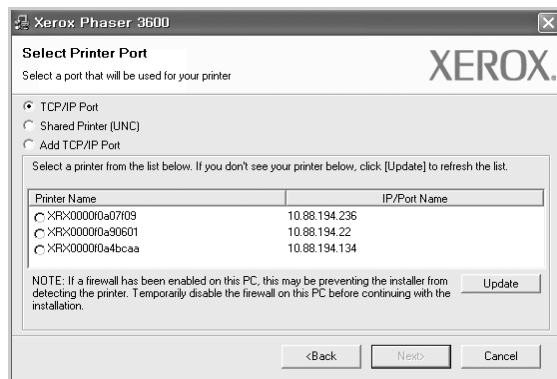 Xerox Phaser 3600
Select Printer Port
Select a port that will be used for your printer
XEROX.
TCP/IP Port
Shared Printer (UNC)
Add TCP/IP Port
Select a printer from the list below. If you don't see your printer below, click [Update] to refresh the list.
Printer Name IP/Port Name
XRX0000f0a07f09 10.88.194.236
XRX0000f0a90601 10.88.194.22
XRX0000f0a4bcaa 10.88.194.134
NOTE: If a firewall has been enabled on this PC, this may be preventing the installer from
detecting the printer. Temporarily disable the firewall on this PC before continuing with the
installation.
Update
<Back Next> Cancel